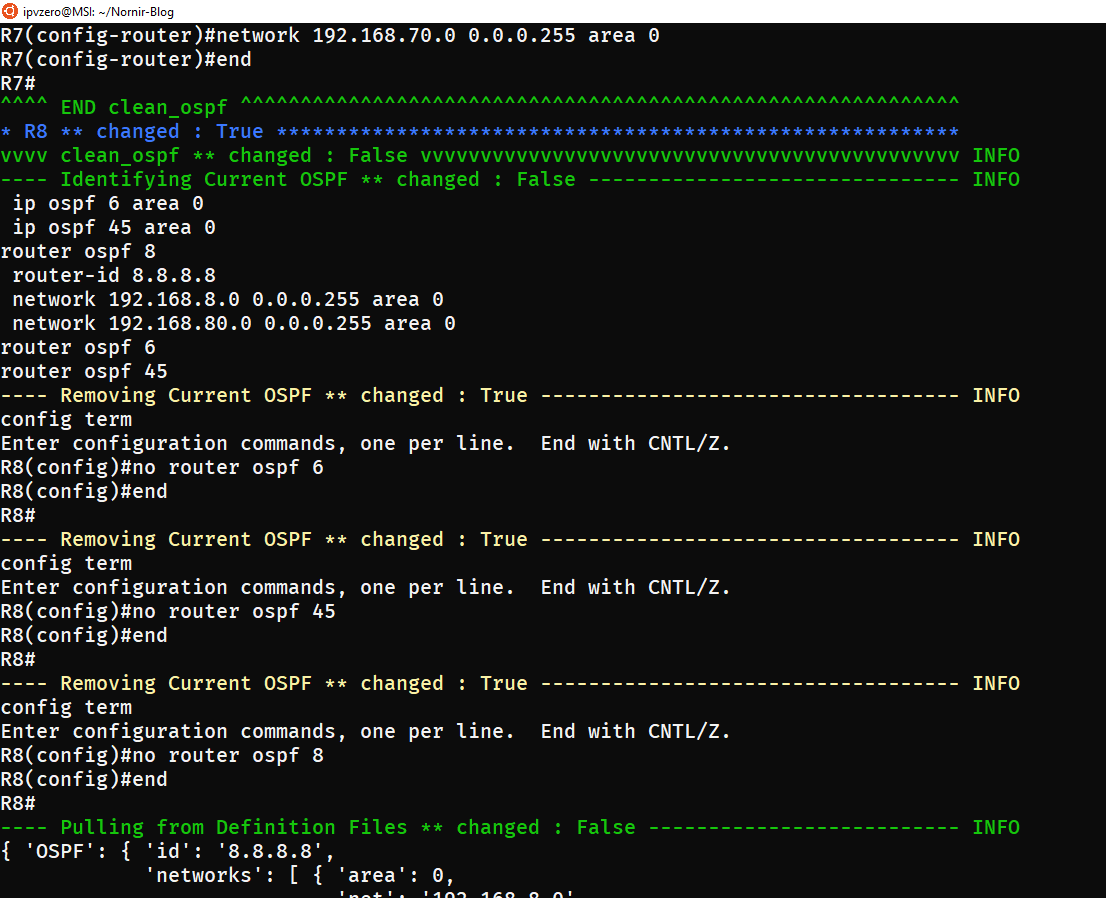 ipvzero@MSI: ~/Nornir-Blog
R7(config-router)#network 192.168.70.0 0.0.0.255 area 0
R7(config-router)#end
R7#
^^^^ END clean_ospf ^^^^^^^^^^^^^^^^^^^^^^^^^^^^^^^^^^^^^^^^^^^^^^^^^^^^^^^^^^^^
* R8 ** changed : True *********************************************************
vvvv clean_ospf ** changed : False vvvvvvvvvvvvvvvvvvvvvvvvvvvvvvvvvvvvvvvvvvvvv INFO
---- Identifying Current OSPF ** changed : False ------------------------------- INFO
 ip ospf 6 area 0
 ip ospf 45 area 0
router ospf 8
 router-id 8.8.8.8
 network 192.168.8.0 0.0.0.255 area 0
 network 192.168.80.0 0.0.0.255 area 0
router ospf 6
router ospf 45
---- Removing Current OSPF ** changed : True ----------------------------------- INFO
config term
Enter configuration commands, one per line.  End with CNTL/Z.
R8(config)#no router ospf 6
R8(config)#end
R8#
---- Removing Current OSPF ** changed : True ----------------------------------- INFO
config term
Enter configuration commands, one per line.  End with CNTL/Z.
R8(config)#no router ospf 45
R8(config)#end
R8#
---- Removing Current OSPF ** changed : True ----------------------------------- INFO
config term
Enter configuration commands, one per line.  End with CNTL/Z.
R8(config)#no router ospf 8
R8(config)#end
R8#
---- Pulling from Definition Files ** changed : False -------------------------- INFO
{ 'OSPF': { 'id': '8.8.8.8',
            'networks': [ { 'area': 0,
                            'net': '192.168.8.0'